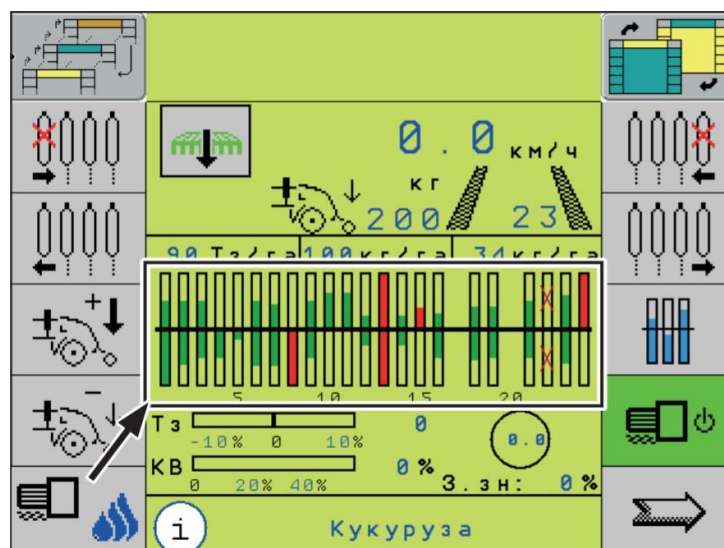 0.0 км/ч
кг
200 23
90 Тз/га 100 кг/га 34 кг/га
5 10 15 20
Тз 0
-10% 0 10%
0.0
КВ 0 %
0 20% 40%
З.зн: 0 %
i Кукуруза
+
-